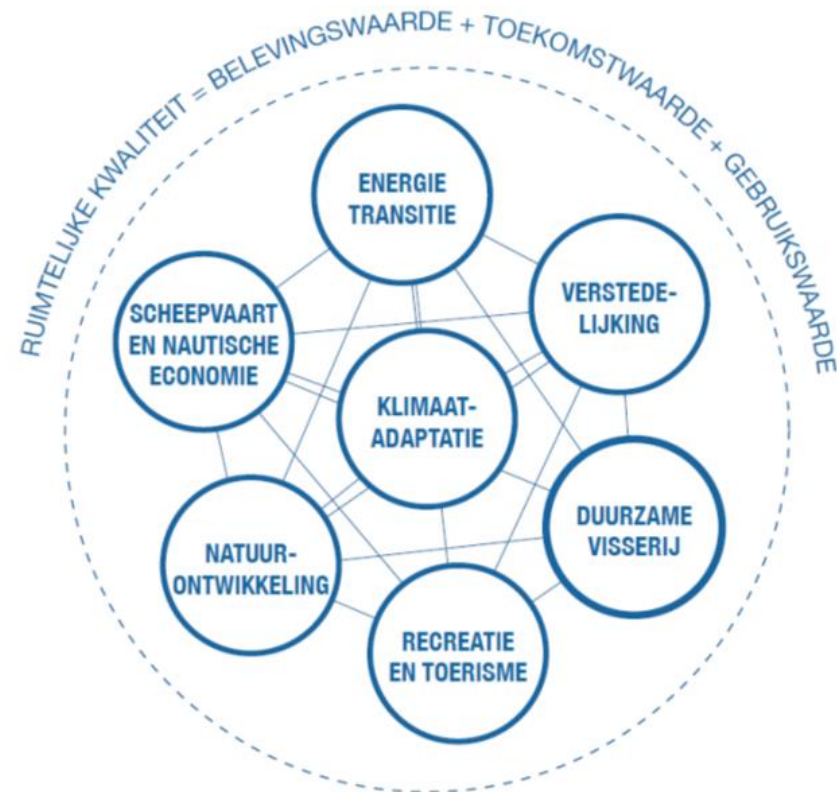 RUIMTELIJKE KWALITEIT = BELEVINGSWAARDE + TOEKOMSTWAARDE + GEBRUIKSWAARDE
ENERGIE
TRANSITIE
VERSTEDE-
LIJKING
SCHEEPVAART
EN NAUTISCHE
ECONOMIE
KLIMAAT-
ADAPTATIE
DUURZAME
VISSERIJ
NATUUR-
ONTWIKKELING
RECREATIE
EN TOERISME